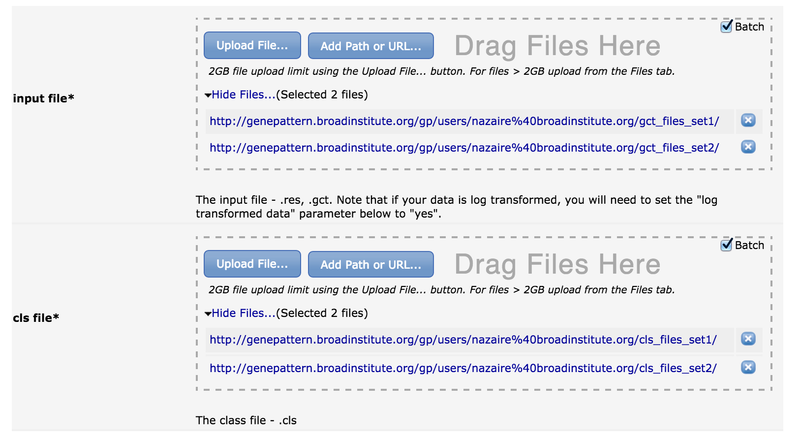 Batch
Upload File... Add Path or URL... Drag Files Here
2GB file upload limit using the Upload File... button. For files > 2GB upload from the Files tab.
input file*
Hide Files...(Selected 2 files)
http://genepattern.broadinstitute.org/gp/users/nazaire%40broadinstitute.org/gct_files_set1/
http://genepattern.broadinstitute.org/gp/users/nazaire%40broadinstitute.org/gct_files_set2/
The input file - .res, .gct. Note that if your data is log transformed, you will need to set the "log
transformed data" parameter below to "yes".
Batch
Upload File... Add Path or URL... Drag Files Here
2GB file upload limit using the Upload File... button. For files > 2GB upload from the Files tab.
cls file*
Hide Files...(Selected 2 files)
http://genepattern.broadinstitute.org/gp/users/nazaire%40broadinstitute.org/cls_files_set1/
http://genepattern.broadinstitute.org/gp/users/nazaire%40broadinstitute.org/cls_files_set2/
The class file - .cls